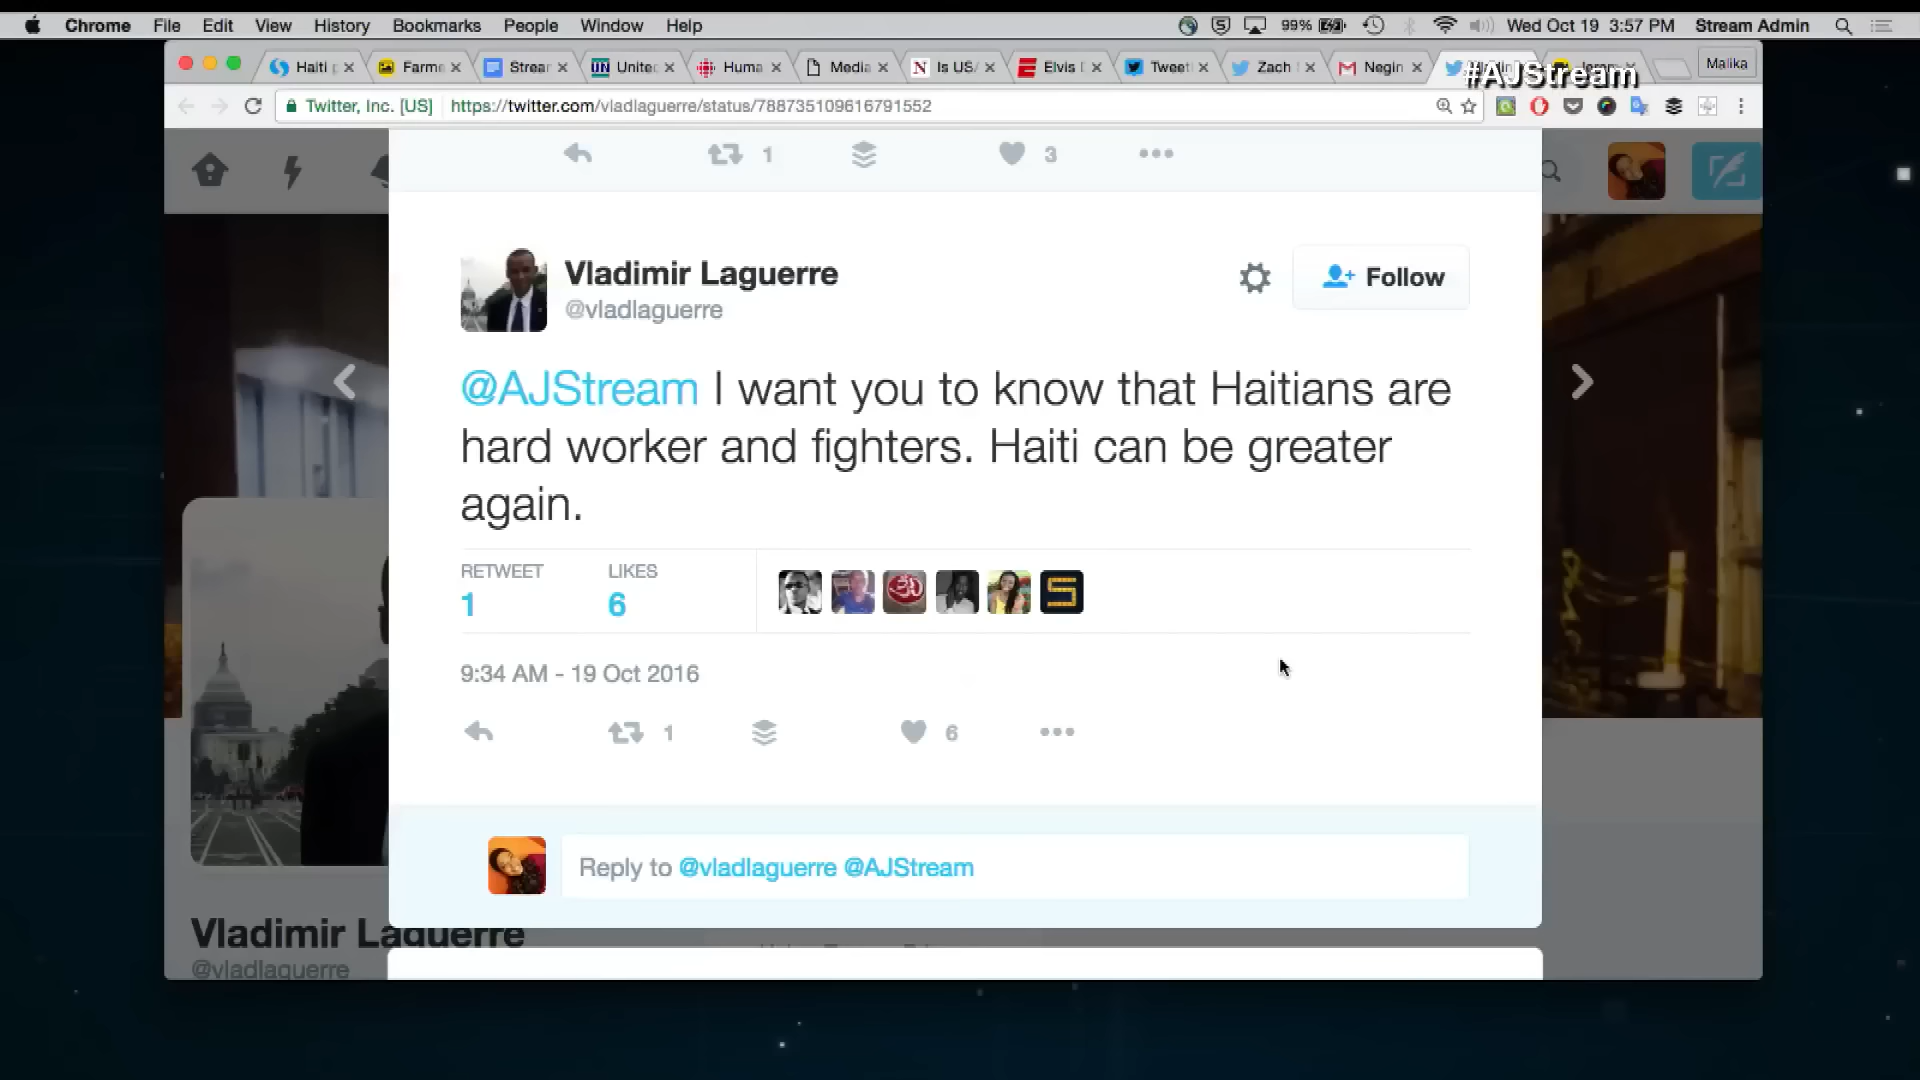 Chrome File Edit View History Bookmarks People Window Help 99% Wed Oct 19 3:57 PM Stream Admin
Haiti Farme Strear Unite Huma Media Is US/ Elvis Tweet Zach Negin Malika
#AJStream
Twitter, Inc. [US] https://twitter.com/vladlaguerre/status/788735109616791552
1 3
Vladimir Laguerre
@vladlaguerre
Follow
@AJStream I want you to know that Haitians are
hard worker and fighters. Haiti can be greater
again.
RETWEET LIKES
1 6
9:34 AM - 19 Oct 2016
1 6
Reply to @vladlaguerre @AJStream
Vladimir Laguerre
@vladlaguerre